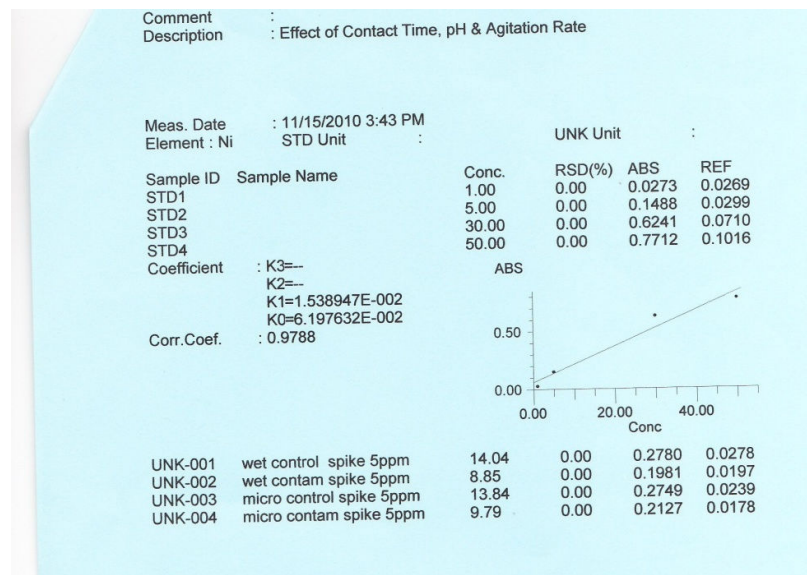 Comment :
Description : Effect of Contact Time, pH & Agitation Rate
Meas. Date : 11/15/2010 3:43 PM
Element : Ni STD Unit : UNK Unit :
Sample ID Sample Name Conc. RSD(%) ABS REF
STD1 1.00 0.00 0.0273 0.0269
STD2 5.00 0.00 0.1488 0.0299
STD3 30.00 0.00 0.6241 0.0710
STD4 50.00 0.00 0.7712 0.1016
Coefficient : K3=--
K2=--
K1=1.538947E-002
K0=6.197632E-002
Corr.Coef. : 0.9788
ABS
0.50
0.00
0.00 20.00 40.00
Conc
UNK-001 wet control spike 5ppm 14.04 0.00 0.2780 0.0278
UNK-002 wet contam spike 5ppm 8.85 0.00 0.1981 0.0197
UNK-003 micro control spike 5ppm 13.84 0.00 0.2749 0.0239
UNK-004 micro contam spike 5ppm 9.79 0.00 0.2127 0.0178